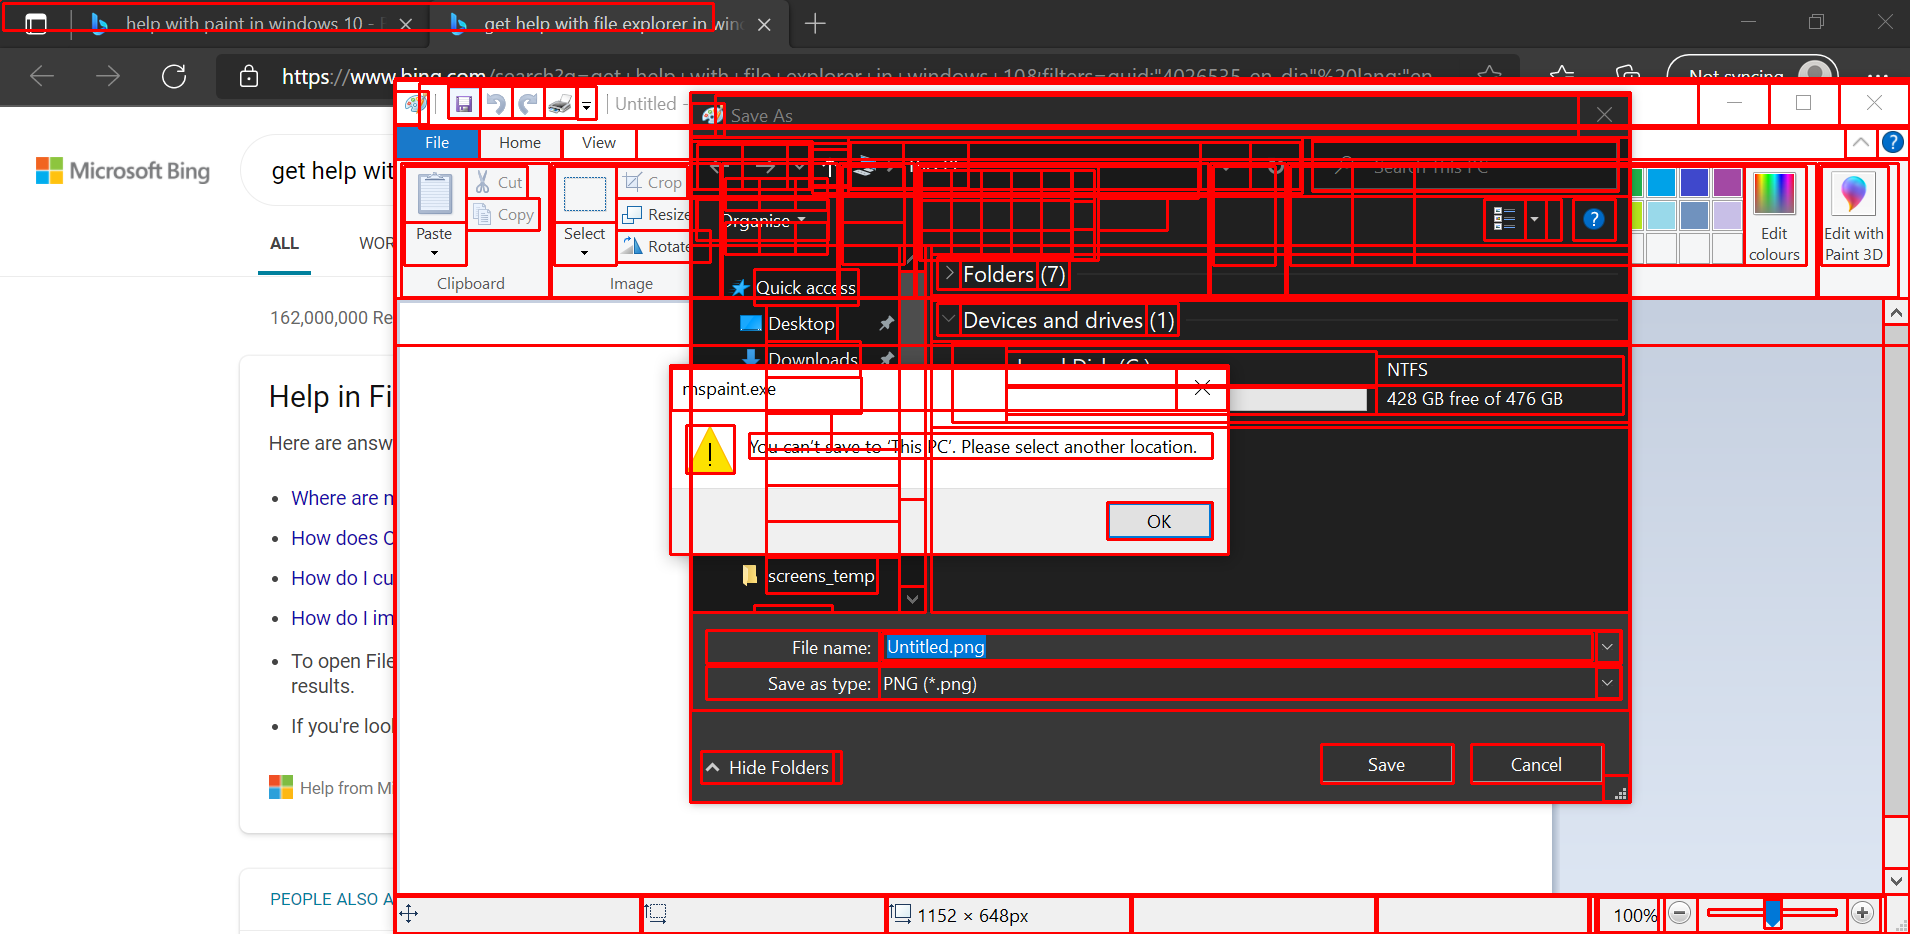 help with paint in windows 10 -
get help with file explorer in win
https://www.bing.com/search?q=get+help+with+file+explorer+in+windows+10&filters=guid:"4026535-en-dia"%20lang:"en
Not syncing
Untitled -
Save As
File
Home
View
Microsoft Bing
get help wit
Cut
Copy
Paste
Clipboard
Crop
Resize
Rotate
Select
Image
Search This PC
Organise
Edit
colours
Edit with
Paint 3D
ALL
WOR
Quick access
Desktop
Downloads
Folders (7)
Devices and drives (1)
Local Disk (C:)
NTFS
428 GB free of 476 GB
162,000,000 Re
Help in Fi
Here are answ
Where are m
How does C
How do I cu
How do I im
To open File
results.
If you're look
Help from Mi
PEOPLE ALSO A
mspaint.exe
You can't save to 'This PC'. Please select another location.
OK
screens_temp
File name:
Untitled.png
Save as type:
PNG (*.png)
Hide Folders
Save
Cancel
1152 × 648px
100%